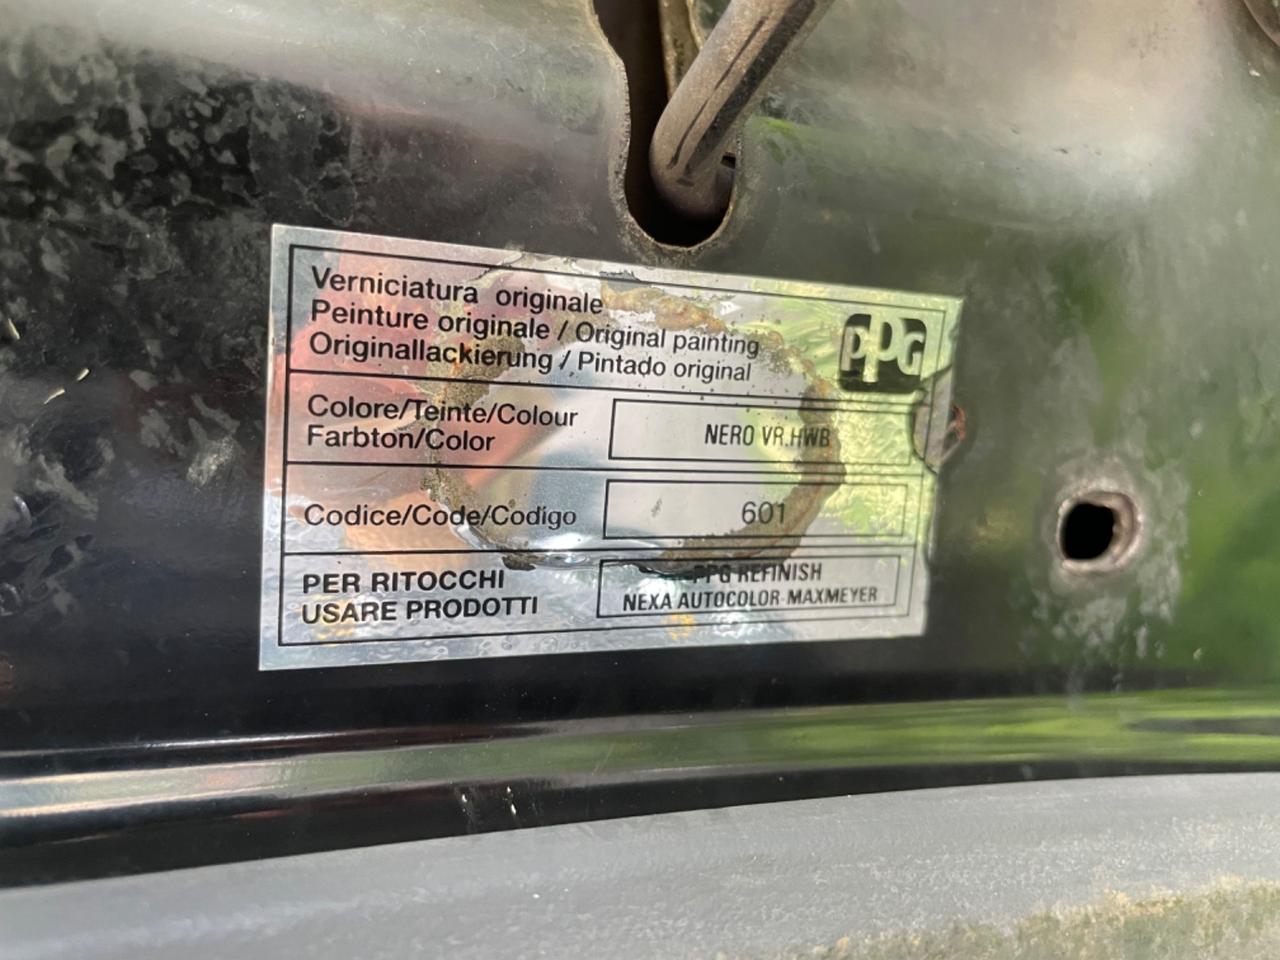 Verniciatura originale
Peinture originale / Original painting
Originallackierung / Pintado original
PPG
Colore/Teinte/Colour
Farbton/Color
NERO VR.HWB
Codice/Code/Codigo
601
PER RITOCCHI
USARE PRODOTTI
PPG REFINISH
NEXA AUTOCOLOR-MAXMEYER